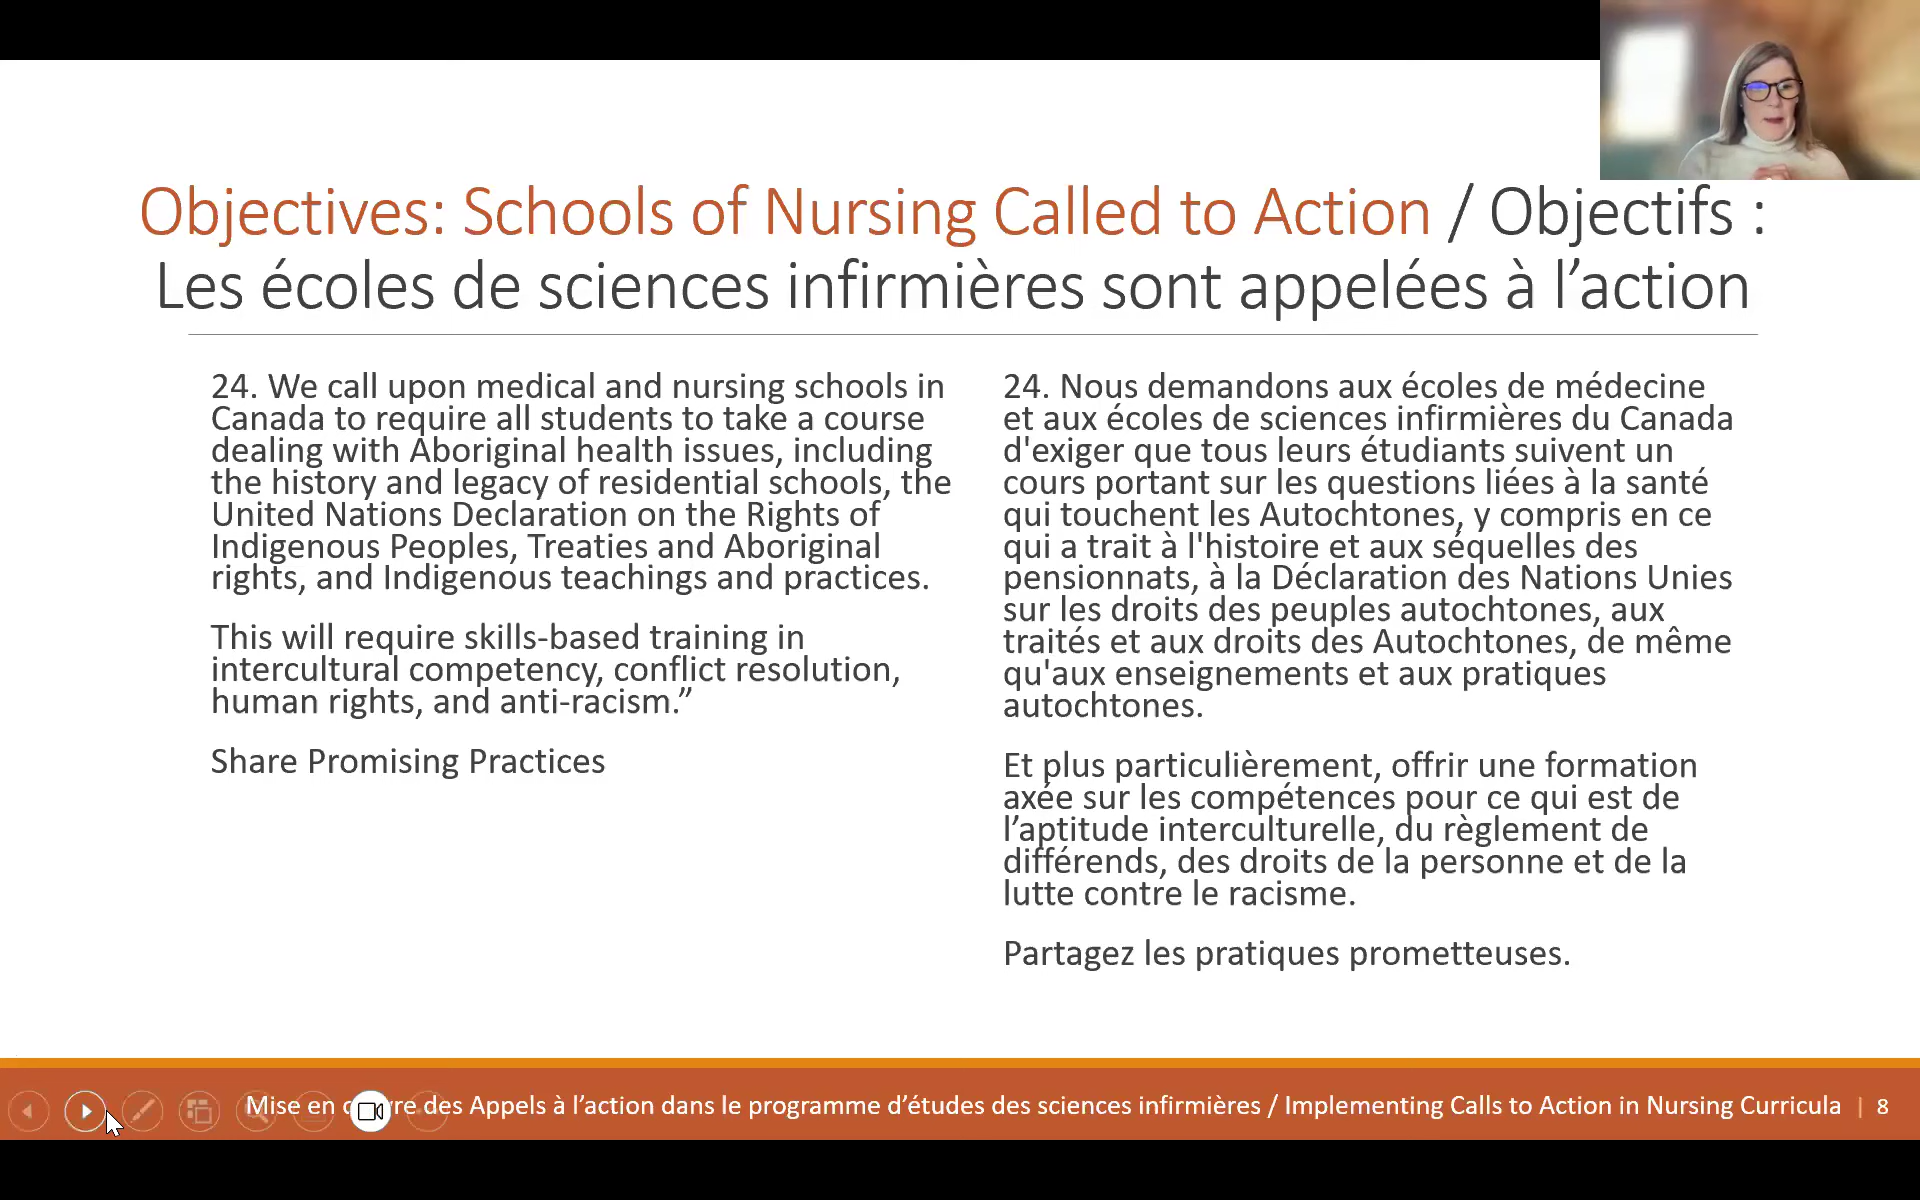 Objectives: Schools of Nursing Called to Action / Objectifs :
Les écoles de sciences infirmières sont appelées à l’action
24. We call upon medical and nursing schools in
Canada to require all students to take a course
dealing with Aboriginal health issues, including
the history and legacy of residential schools, the
United Nations Declaration on the Rights of
Indigenous Peoples, Treaties and Aboriginal
rights, and Indigenous teachings and practices.
This will require skills-based training in
intercultural competency, conflict resolution,
human rights, and anti-racism.”
Share Promising Practices
24. Nous demandons aux écoles de médecine
et aux écoles de sciences infirmières du Canada
d'exiger que tous leurs étudiants suivent un
cours portant sur les questions liées à la santé
qui touchent les Autochtones, y compris en ce
qui a trait à l'histoire et aux séquelles des
pensionnats, à la Déclaration des Nations Unies
sur les droits des peuples autochtones, aux
traités et aux droits des Autochtones, de même
qu'aux enseignements et aux pratiques
autochtones.
Et plus particulièrement, offrir une formation
axée sur les compétences pour ce qui est de
l’aptitude interculturelle, du règlement de
différends, des droits de la personne et de la
lutte contre le racisme.
Partagez les pratiques prometteuses.
Mise en des Appels à l’action dans le programme d’études des sciences infirmières / Implementing Calls to Action in Nursing Curricula | 8